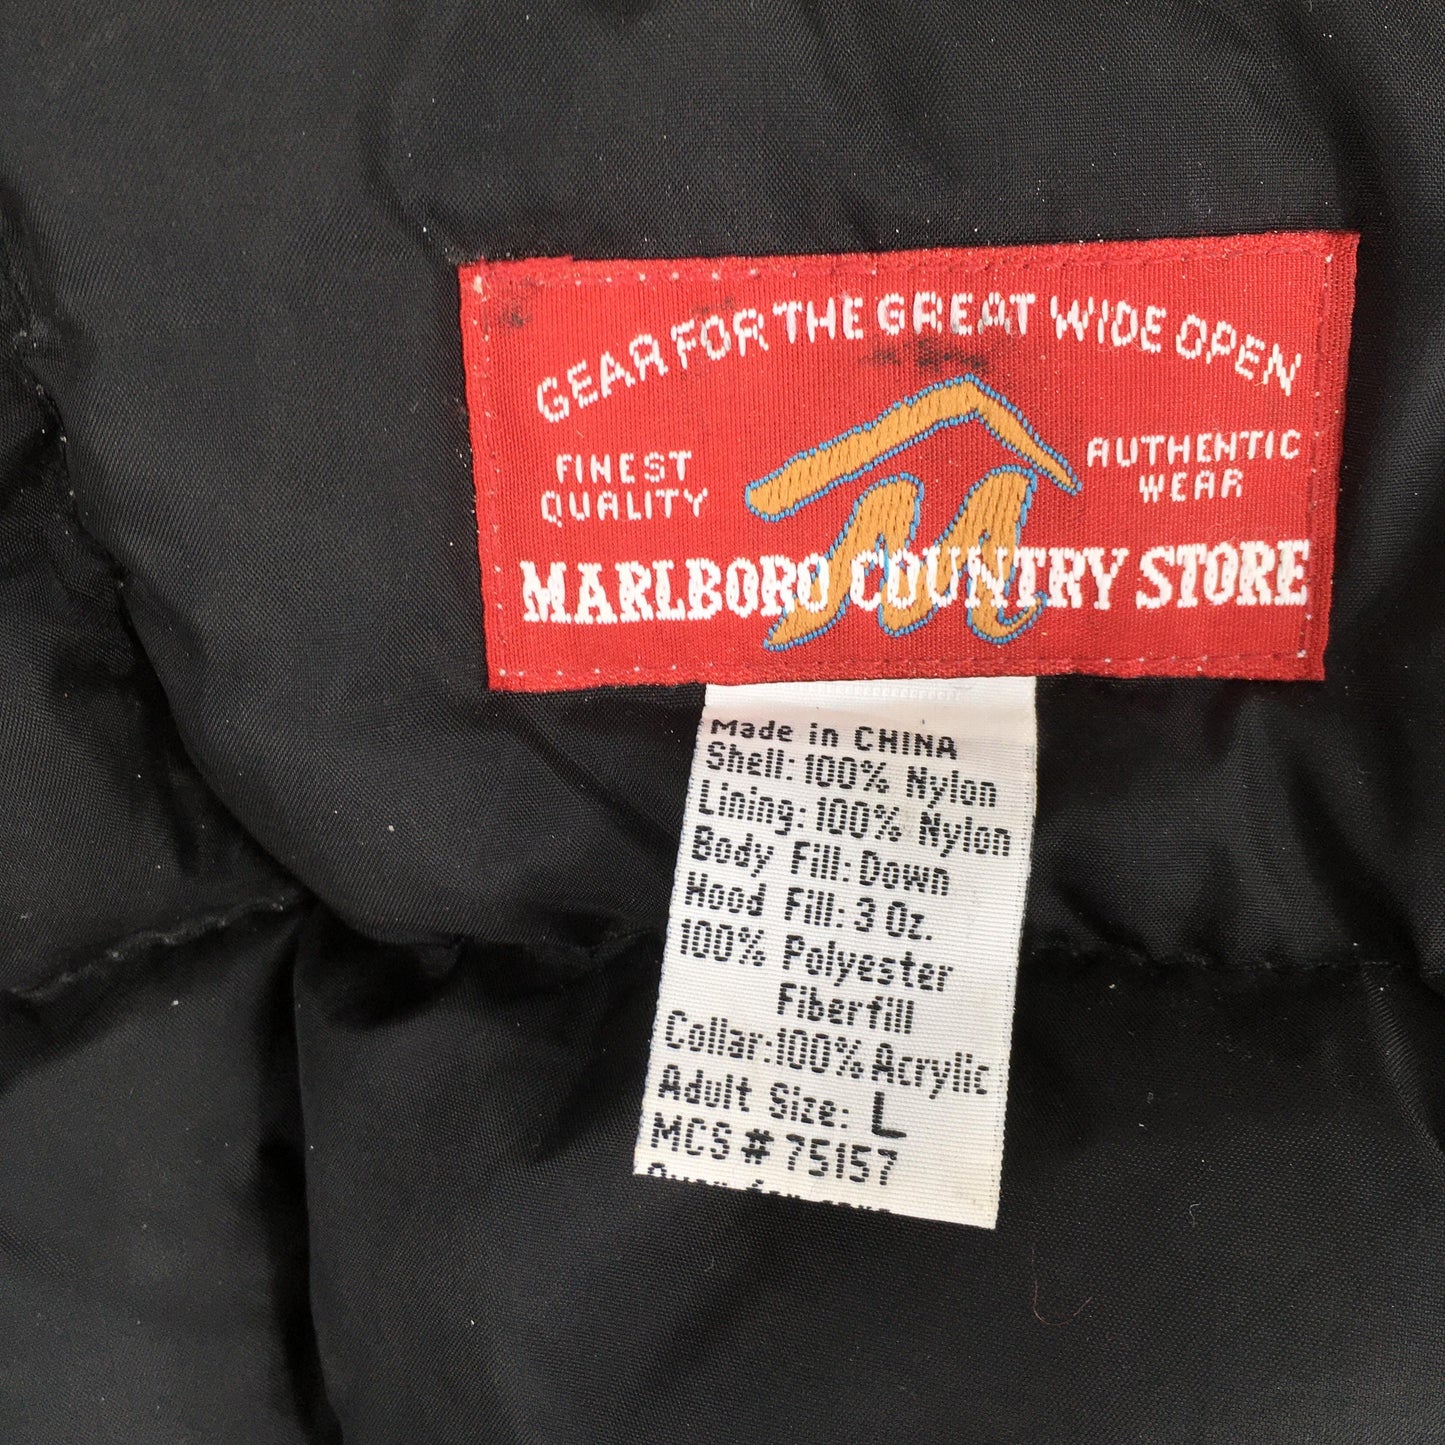 GEAR FOR THE GREAT WIDE OPEN
FINEST
QUALITY
AUTHENTIC
WEAR
MARLBORO COUNTRY STORE
Made in CHINA
Shell: 100% Nylon
Lining: 100% Nylon
Body Fill: Down
Hood Fill: 3 Oz.
100% Polyester
Fiberfill
Collar: 100% Acrylic
Adult Size: L
MCS # 75157